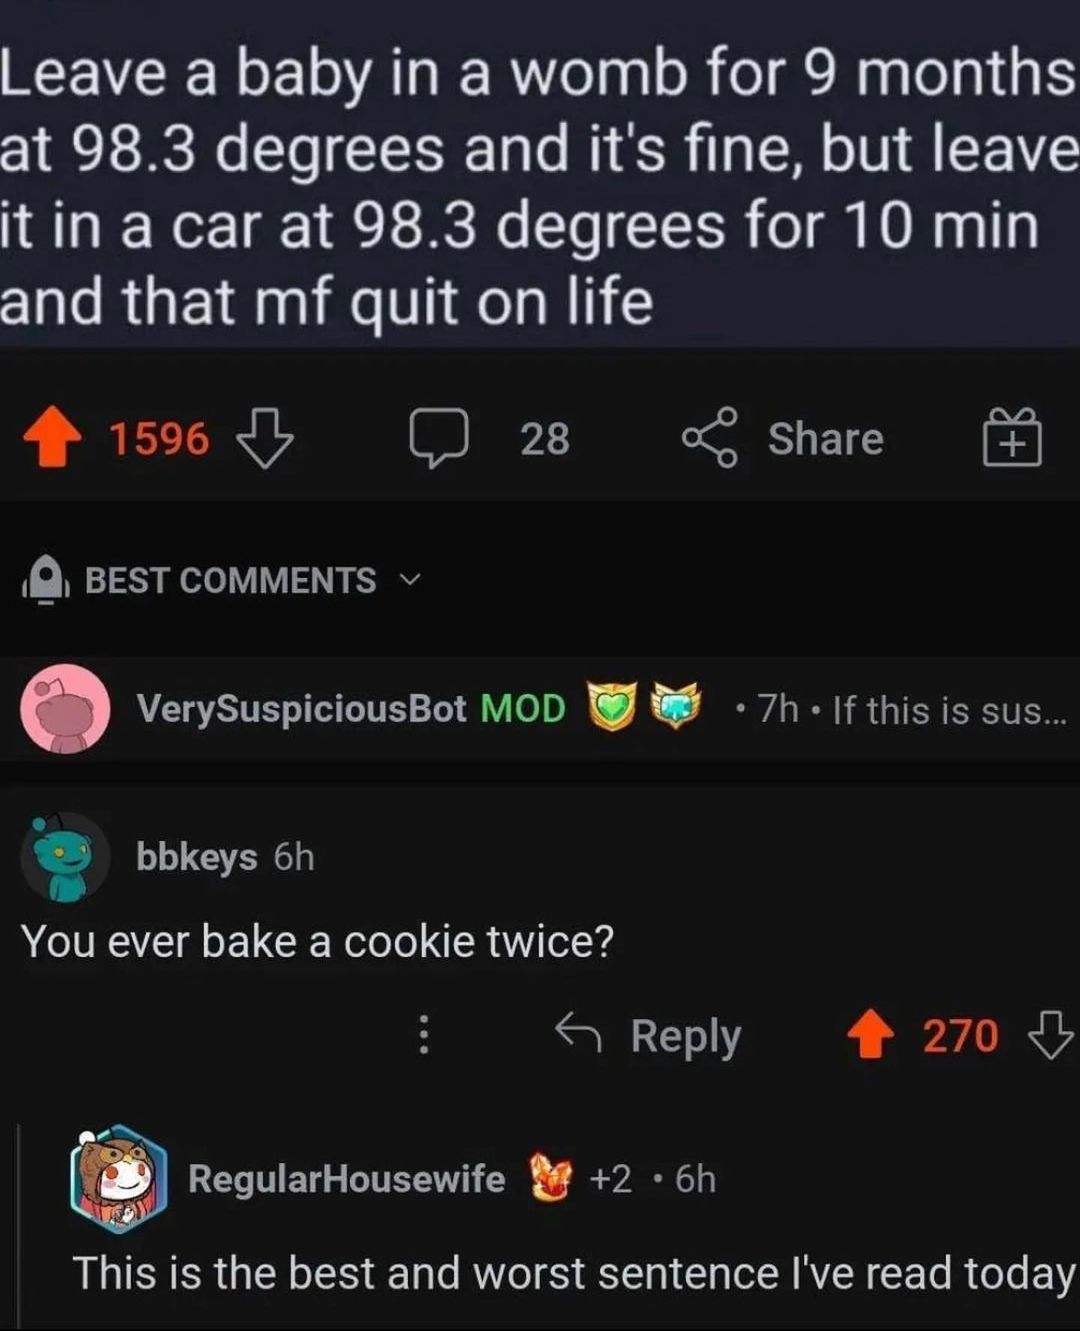 Leave a baby in a womb for 9 months
at 98.3 degrees and it's fine, but leave
it in a car at 98.3 degrees for 10 min
and that mf quit on life
1596 28 Share
BEST COMMENTS
VerySuspiciousBot MOD • 7h • If this is sus...
bbkeys 6h
You ever bake a cookie twice?
Reply 270
RegularHousewife +2 • 6h
This is the best and worst sentence I've read today